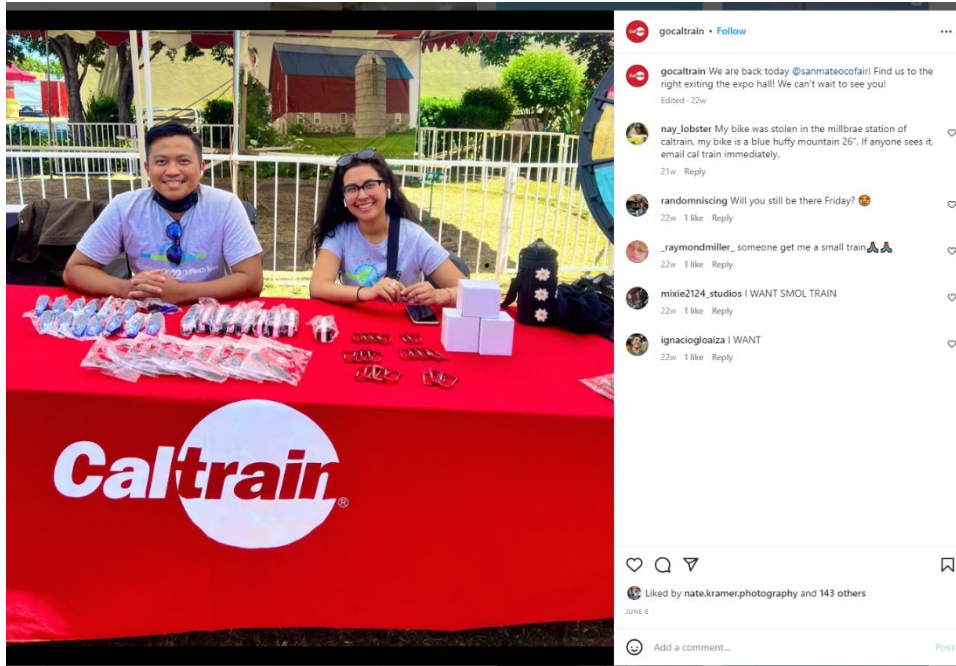 gocaltrain • Follow
gocaltrain We are back today @sanmateocofair! Find us to the
right exiting the expo hall! We can't wait to see you!
Edited · 22w
nay_lobster My bike was stolen in the millbrae station of
caltrain. my bike is a blue huffy mountain 26". If anyone sees it.
email cal train immediately.
21w Reply
randomniscing Will you still be there Friday? 🥵
22w 1 like Reply
_raymondmiller_ someone get me a small train🙏🏾🙏🏾
22w 1 like Reply
mixie2124_studios I WANT SMOL TRAIN
22w 1 like Reply
ignaciogloaiza I WANT
22w 1 like Reply
Caltrain®
Liked by nate.kramer.photography and 143 others
JUNE 8
Add a comment...
Post